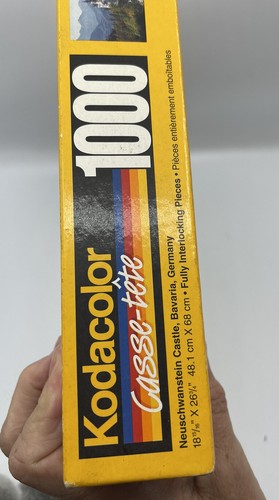 Kodacolor 1000
Casse-tête
Neuschwanstein Castle, Bavaria, Germany
18 15/16" X 26 3/4" 48.1 cm X 68 cm • Fully Interlocking Pieces • Pièces entièrement emboîtables